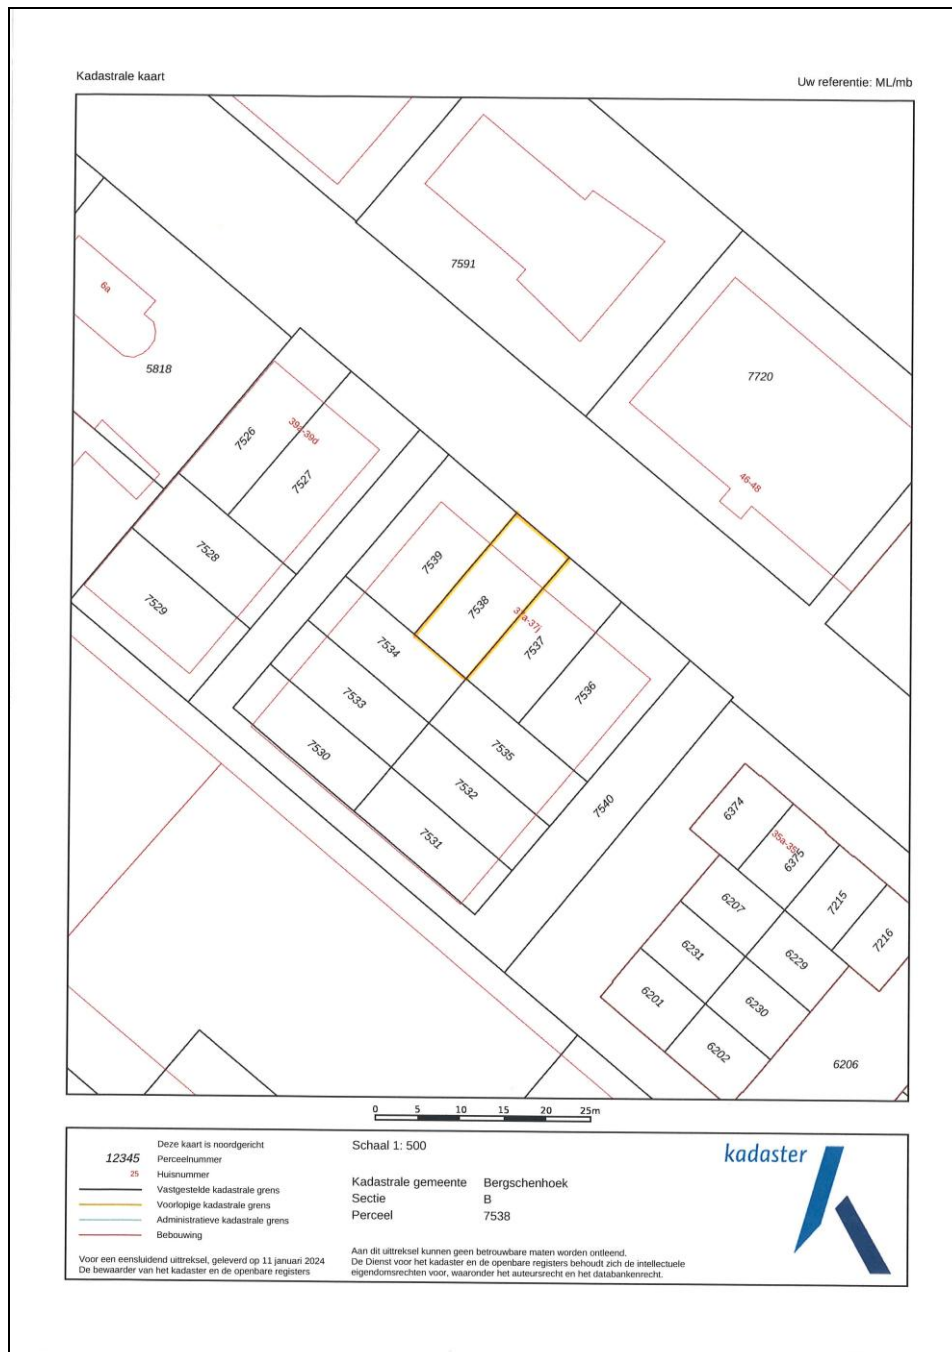 Kadastrale kaart
Uw referentie: ML/mb
7591
6a
5818
7720
39a-39d
7526
7527
46-48
7528
7539
7529
7538
37a-37j
7537
7534
7536
7533
7530
7535
7532
7540
7531
6374
35a-35
6375
6207
7215
7216
6231
6229
6201
6230
6202
6206
0 5 10 15 20 25m
Deze kaart is noordgericht
12345 Perceelnummer
25 Huisnummer
Vastgestelde kadastrale grens
Voorlopige kadastrale grens
Administratieve kadastrale grens
Bebouwing
Voor een eensluidend uittreksel, geleverd op 11 januari 2024
De bewaarder van het kadaster en de openbare registers
Schaal 1: 500
Kadastrale gemeente Bergschenhoek
Sectie B
Perceel 7538
Aan dit uittreksel kunnen geen betrouwbare maten worden ontleend.
De Dienst voor het kadaster en de openbare registers behoudt zich de intellectuele
eigendomsrechten voor, waaronder het auteursrecht en het databankenrecht.
kadaster